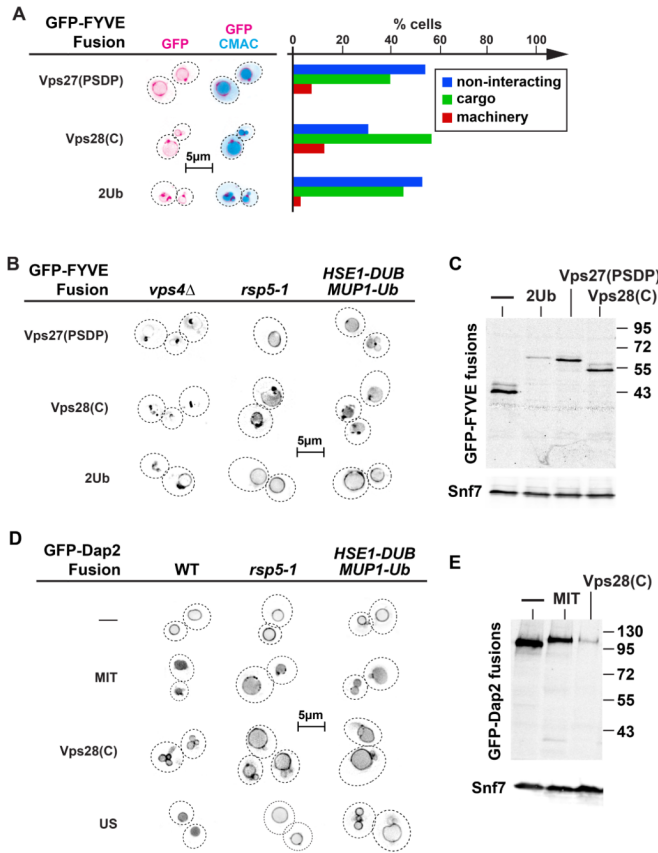 A
GFP-FYVE
Fusion
GFP
GFP
CMAC
% cells
0 20 40 60 80 100
Vps27(PSDP)
non-interacting
cargo
machinery
Vps28(C)
5μm
2Ub
B
GFP-FYVE
Fusion
vps4Δ
rsp5-1
HSE1-DUB
MUP1-Ub
Vps27(PSDP)
Vps28(C)
5μm
2Ub
C
Vps27(PSDP)
— 2Ub Vps28(C)
GFP-FYVE fusions
95
72
55
43
Snf7
D
GFP-Dap2
Fusion
WT
rsp5-1
HSE1-DUB
MUP1-Ub
—
MIT
5μm
Vps28(C)
US
E
Vps28(C)
— MIT
GFP-Dap2 fusions
130
95
72
55
43
Snf7